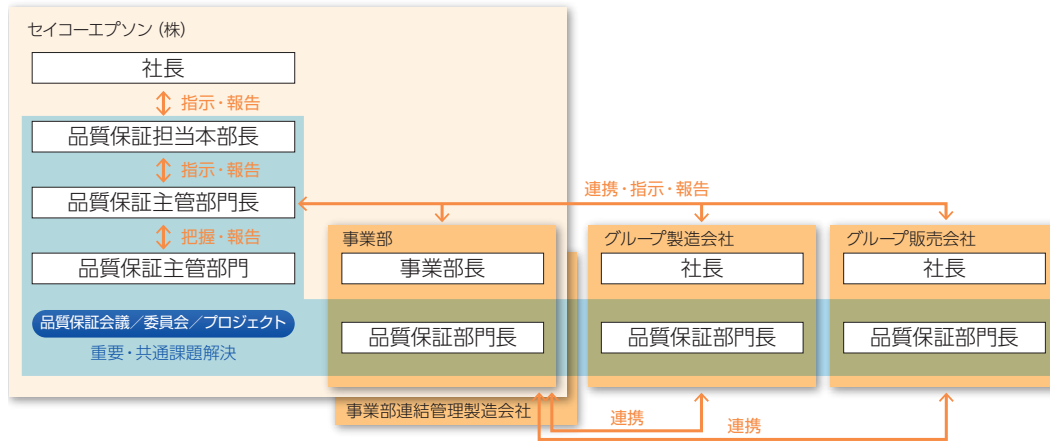 セイコーエプソン (株)
社長
指示・報告
品質保証担当本部長
指示・報告
品質保証主管部門長
把握・報告
品質保証主管部門
品質保証会議／委員会／プロジェクト
重要・共通課題解決
連携・指示・報告
事業部
事業部長
品質保証部門長
事業部連結管理製造会社
グループ製造会社
社長
品質保証部門長
グループ販売会社
社長
品質保証部門長
連携
連携